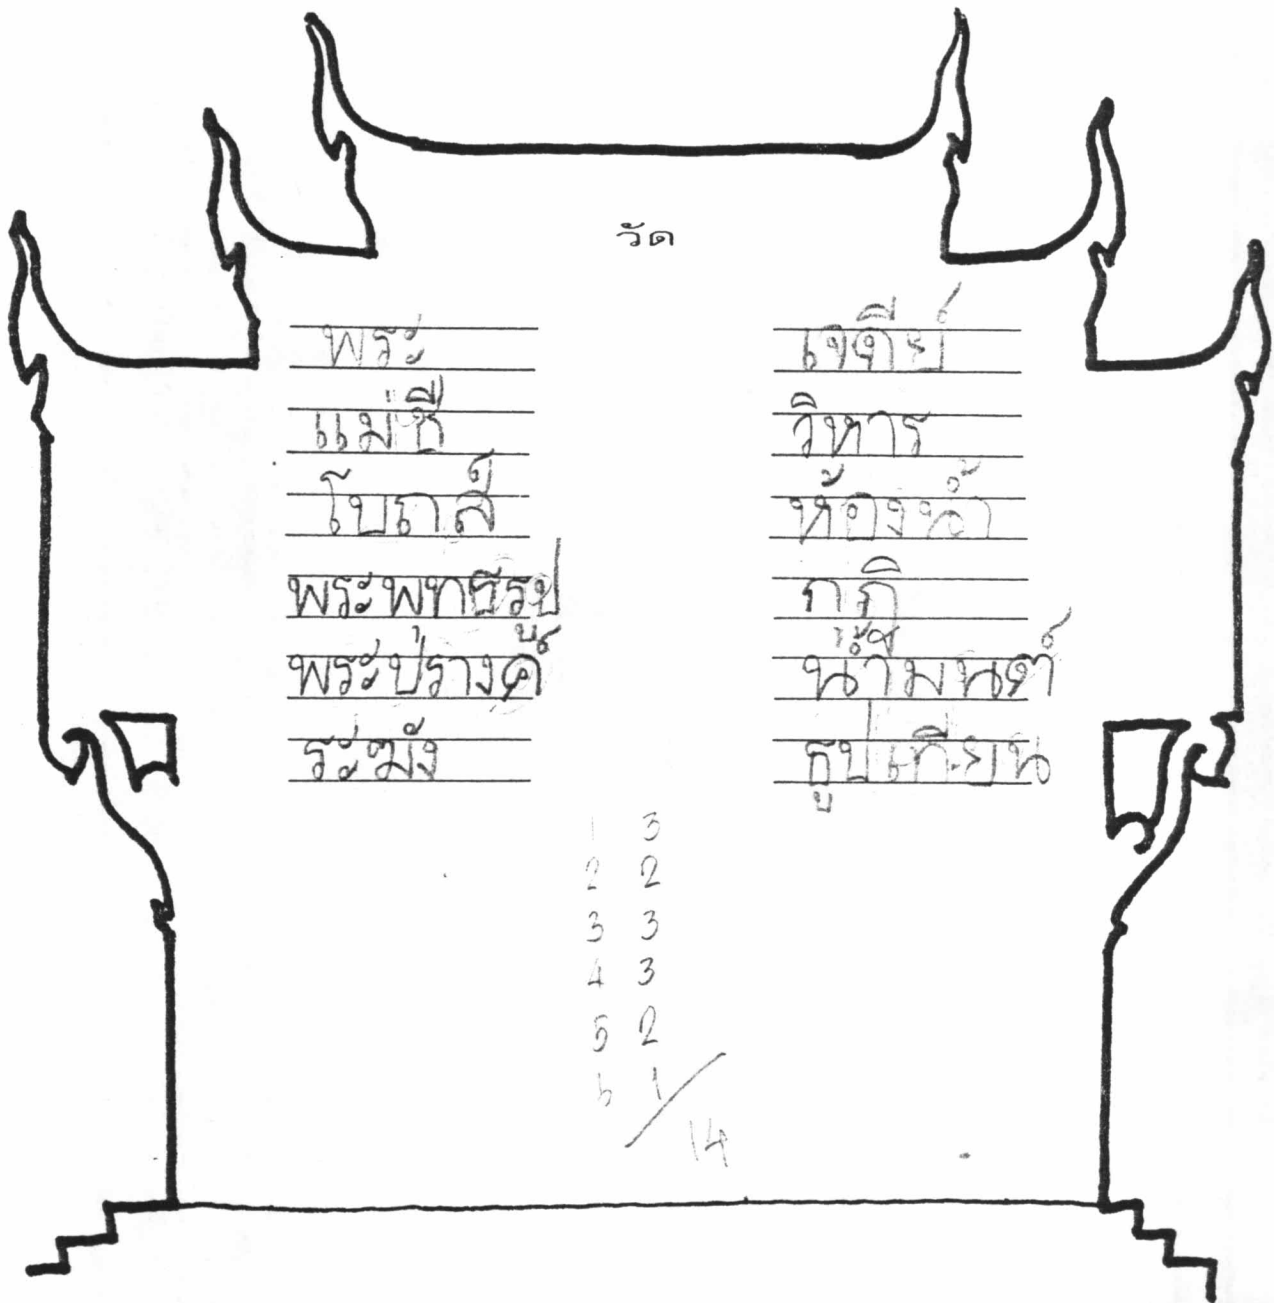 วัด
พระ
แม่ชี
โบถส์
พระพทธีรูป
พระป่รางค์
ระฆัง
เจดีย์
วิหาร
ห้องน้ำ
กฏิ
น้ำมนต์
ธูปเทียน
1 3
2 2
3 3
4 3
5 2
6 1
14